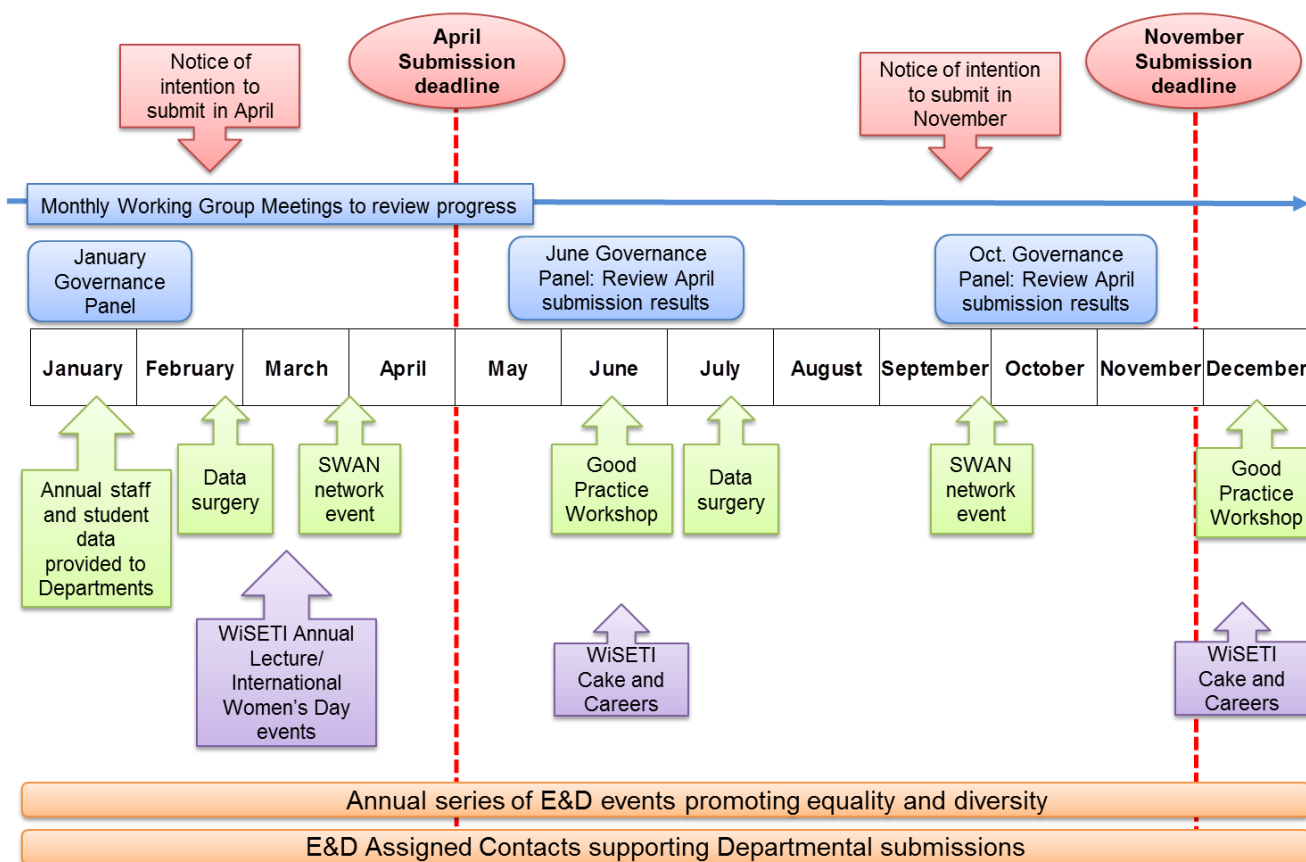 April
Submission
deadline
November
Submission
deadline
Notice of
intention to
submit in April
Notice of intention
to submit in
November
Monthly Working Group Meetings to review progress
January
Governance
Panel
June Governance
Panel: Review April
submission results
Oct. Governance
Panel: Review April
submission results
January
February
March
April
May
June
July
August
September
October
November
December
Annual staff
and student
data
provided to
Departments
Data
surgery
SWAN
network
event
Good
Practice
Workshop
Data
surgery
SWAN
network
event
Good
Practice
Workshop
WiSETI Annual
Lecture/
International
Women’s Day
events
WiSETI
Cake and
Careers
WiSETI
Cake and
Careers
Annual series of E&D events promoting equality and diversity
E&D Assigned Contacts supporting Departmental submissions